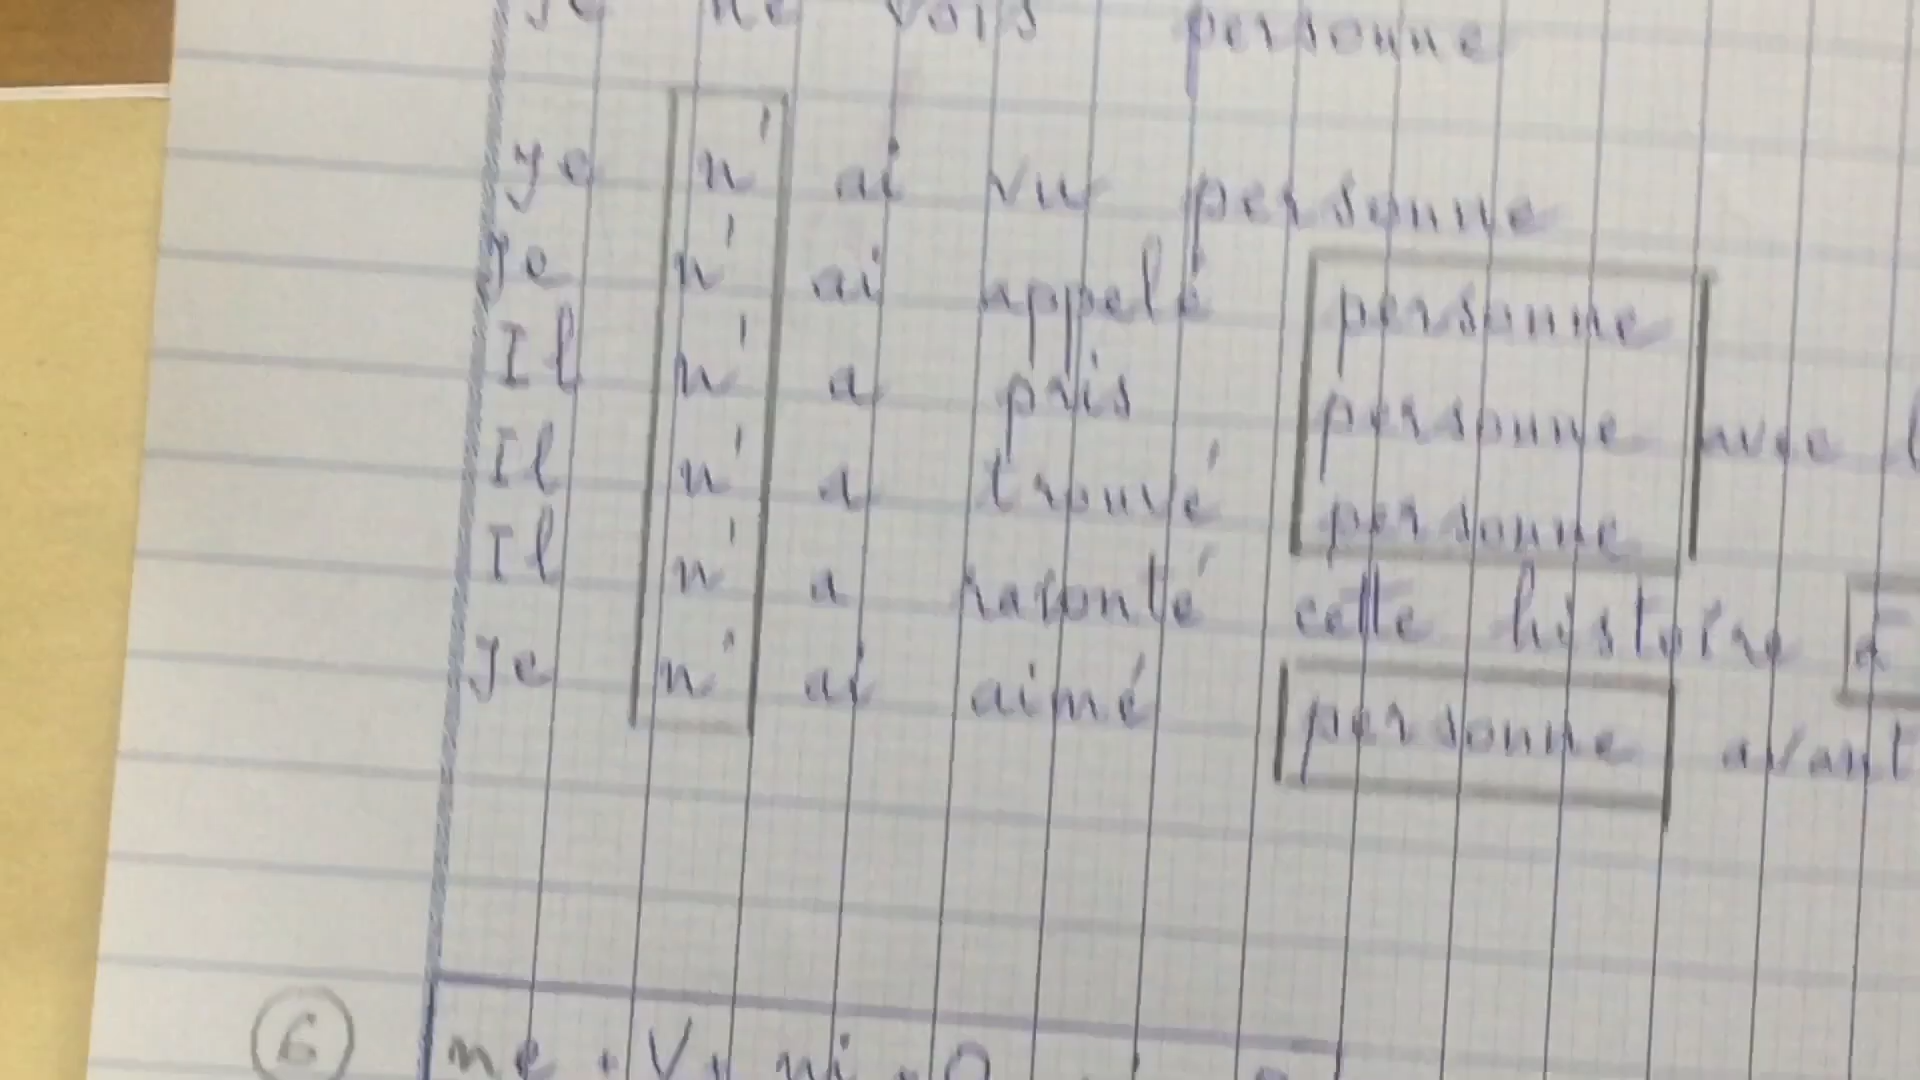 Je ne vois personne
Je n' ai vu personne
Je n' ai appelé personne
Il n' a pris personne avec
Il n' a trouvé personne
Il n' a raconté cette histoire à
Je n' ai aimé personne avant
6
ne + V + ni +